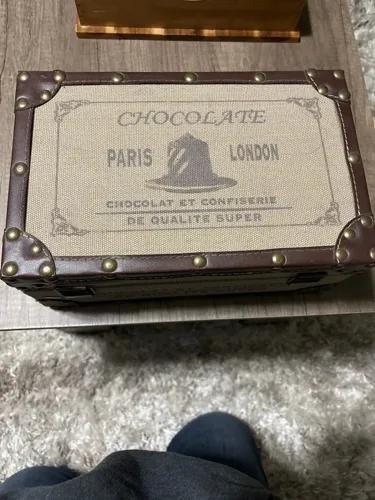 CHOCOLATE
PARIS LONDON
CHOCOLAT ET CONFISERIE
DE QUALITE SUPER